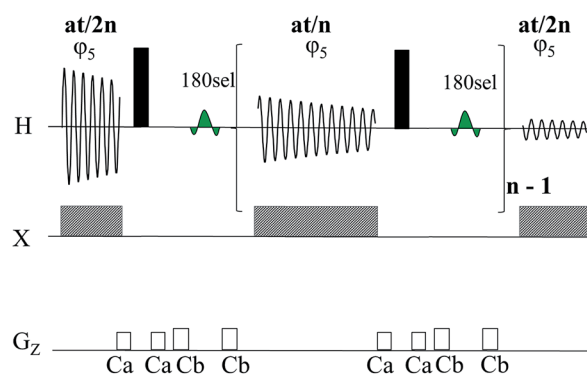 at/2n at/n at/2n
φ5 φ5 φ5
180sel 180sel
H
n - 1
X
GZ
Ca Ca Cb Cb Ca Ca Cb Cb